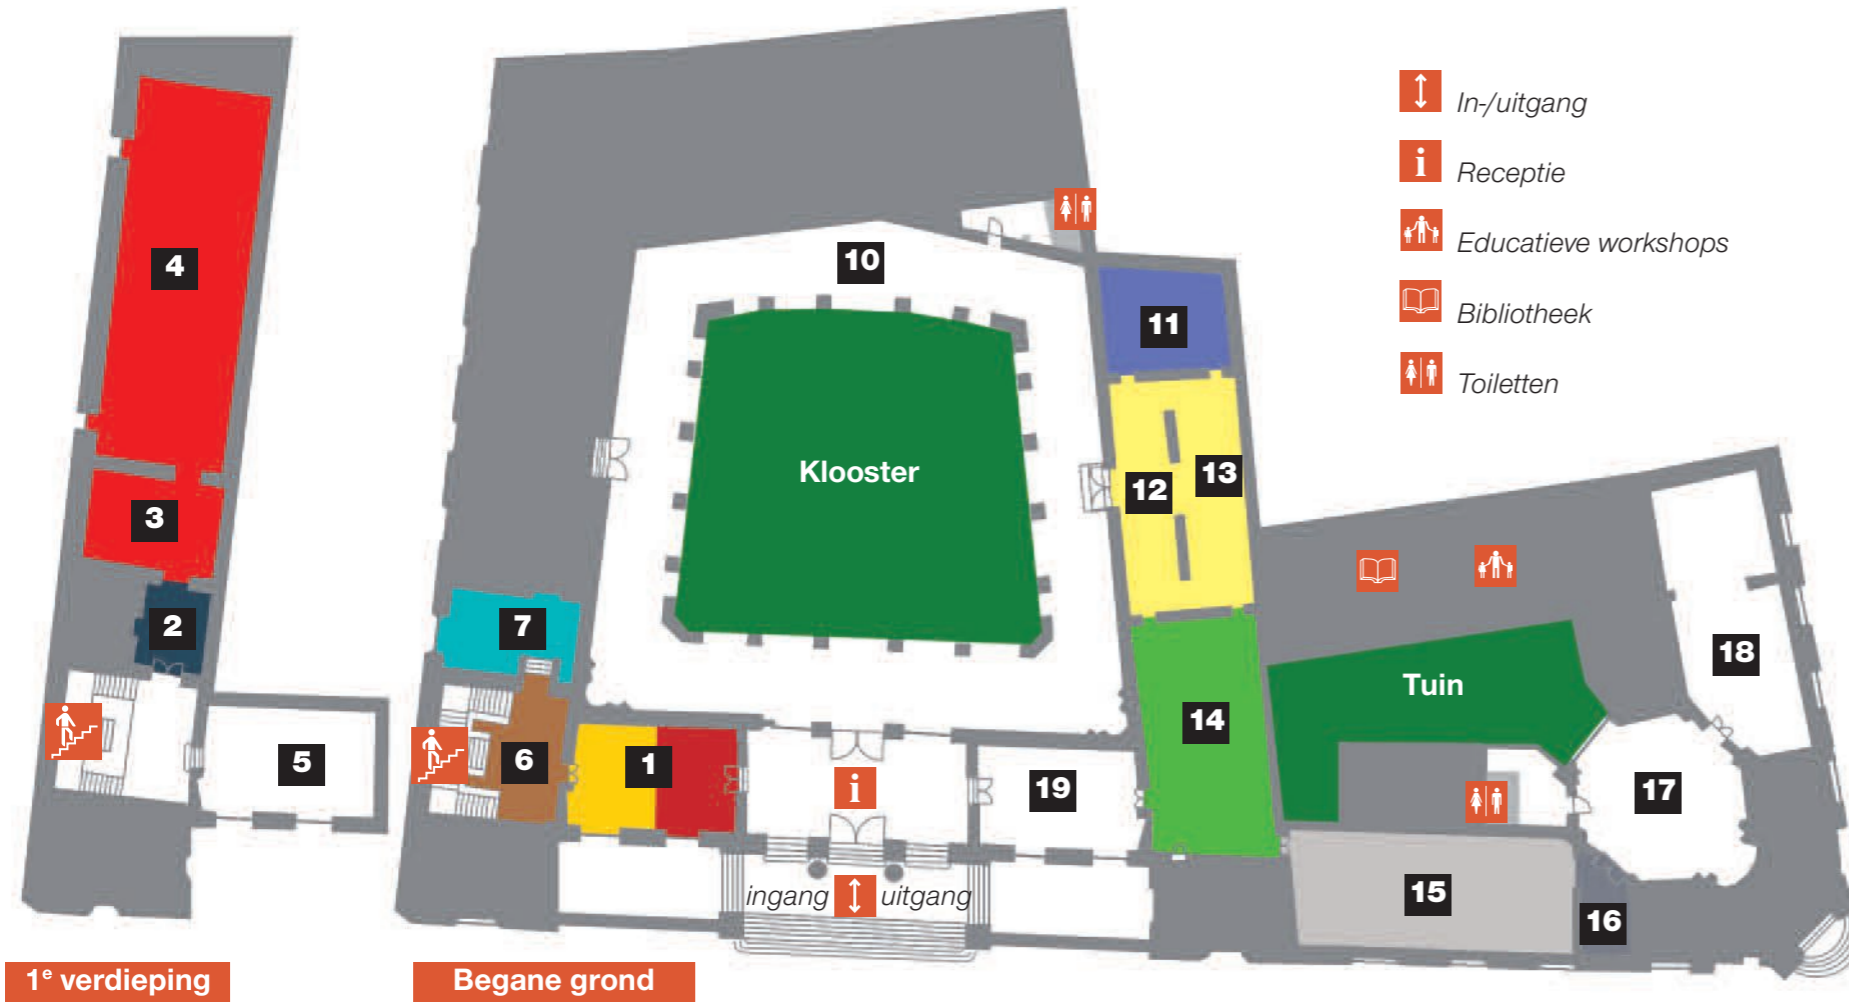 In-/uitgang
i Receptie
Educatieve workshops
Bibliotheek
Toiletten
4
10
11
Klooster
12
13
3
7
2
18
Tuin
14
5
6
1
i
19
17
ingang uitgang
15
16
1e verdieping
Begane grond